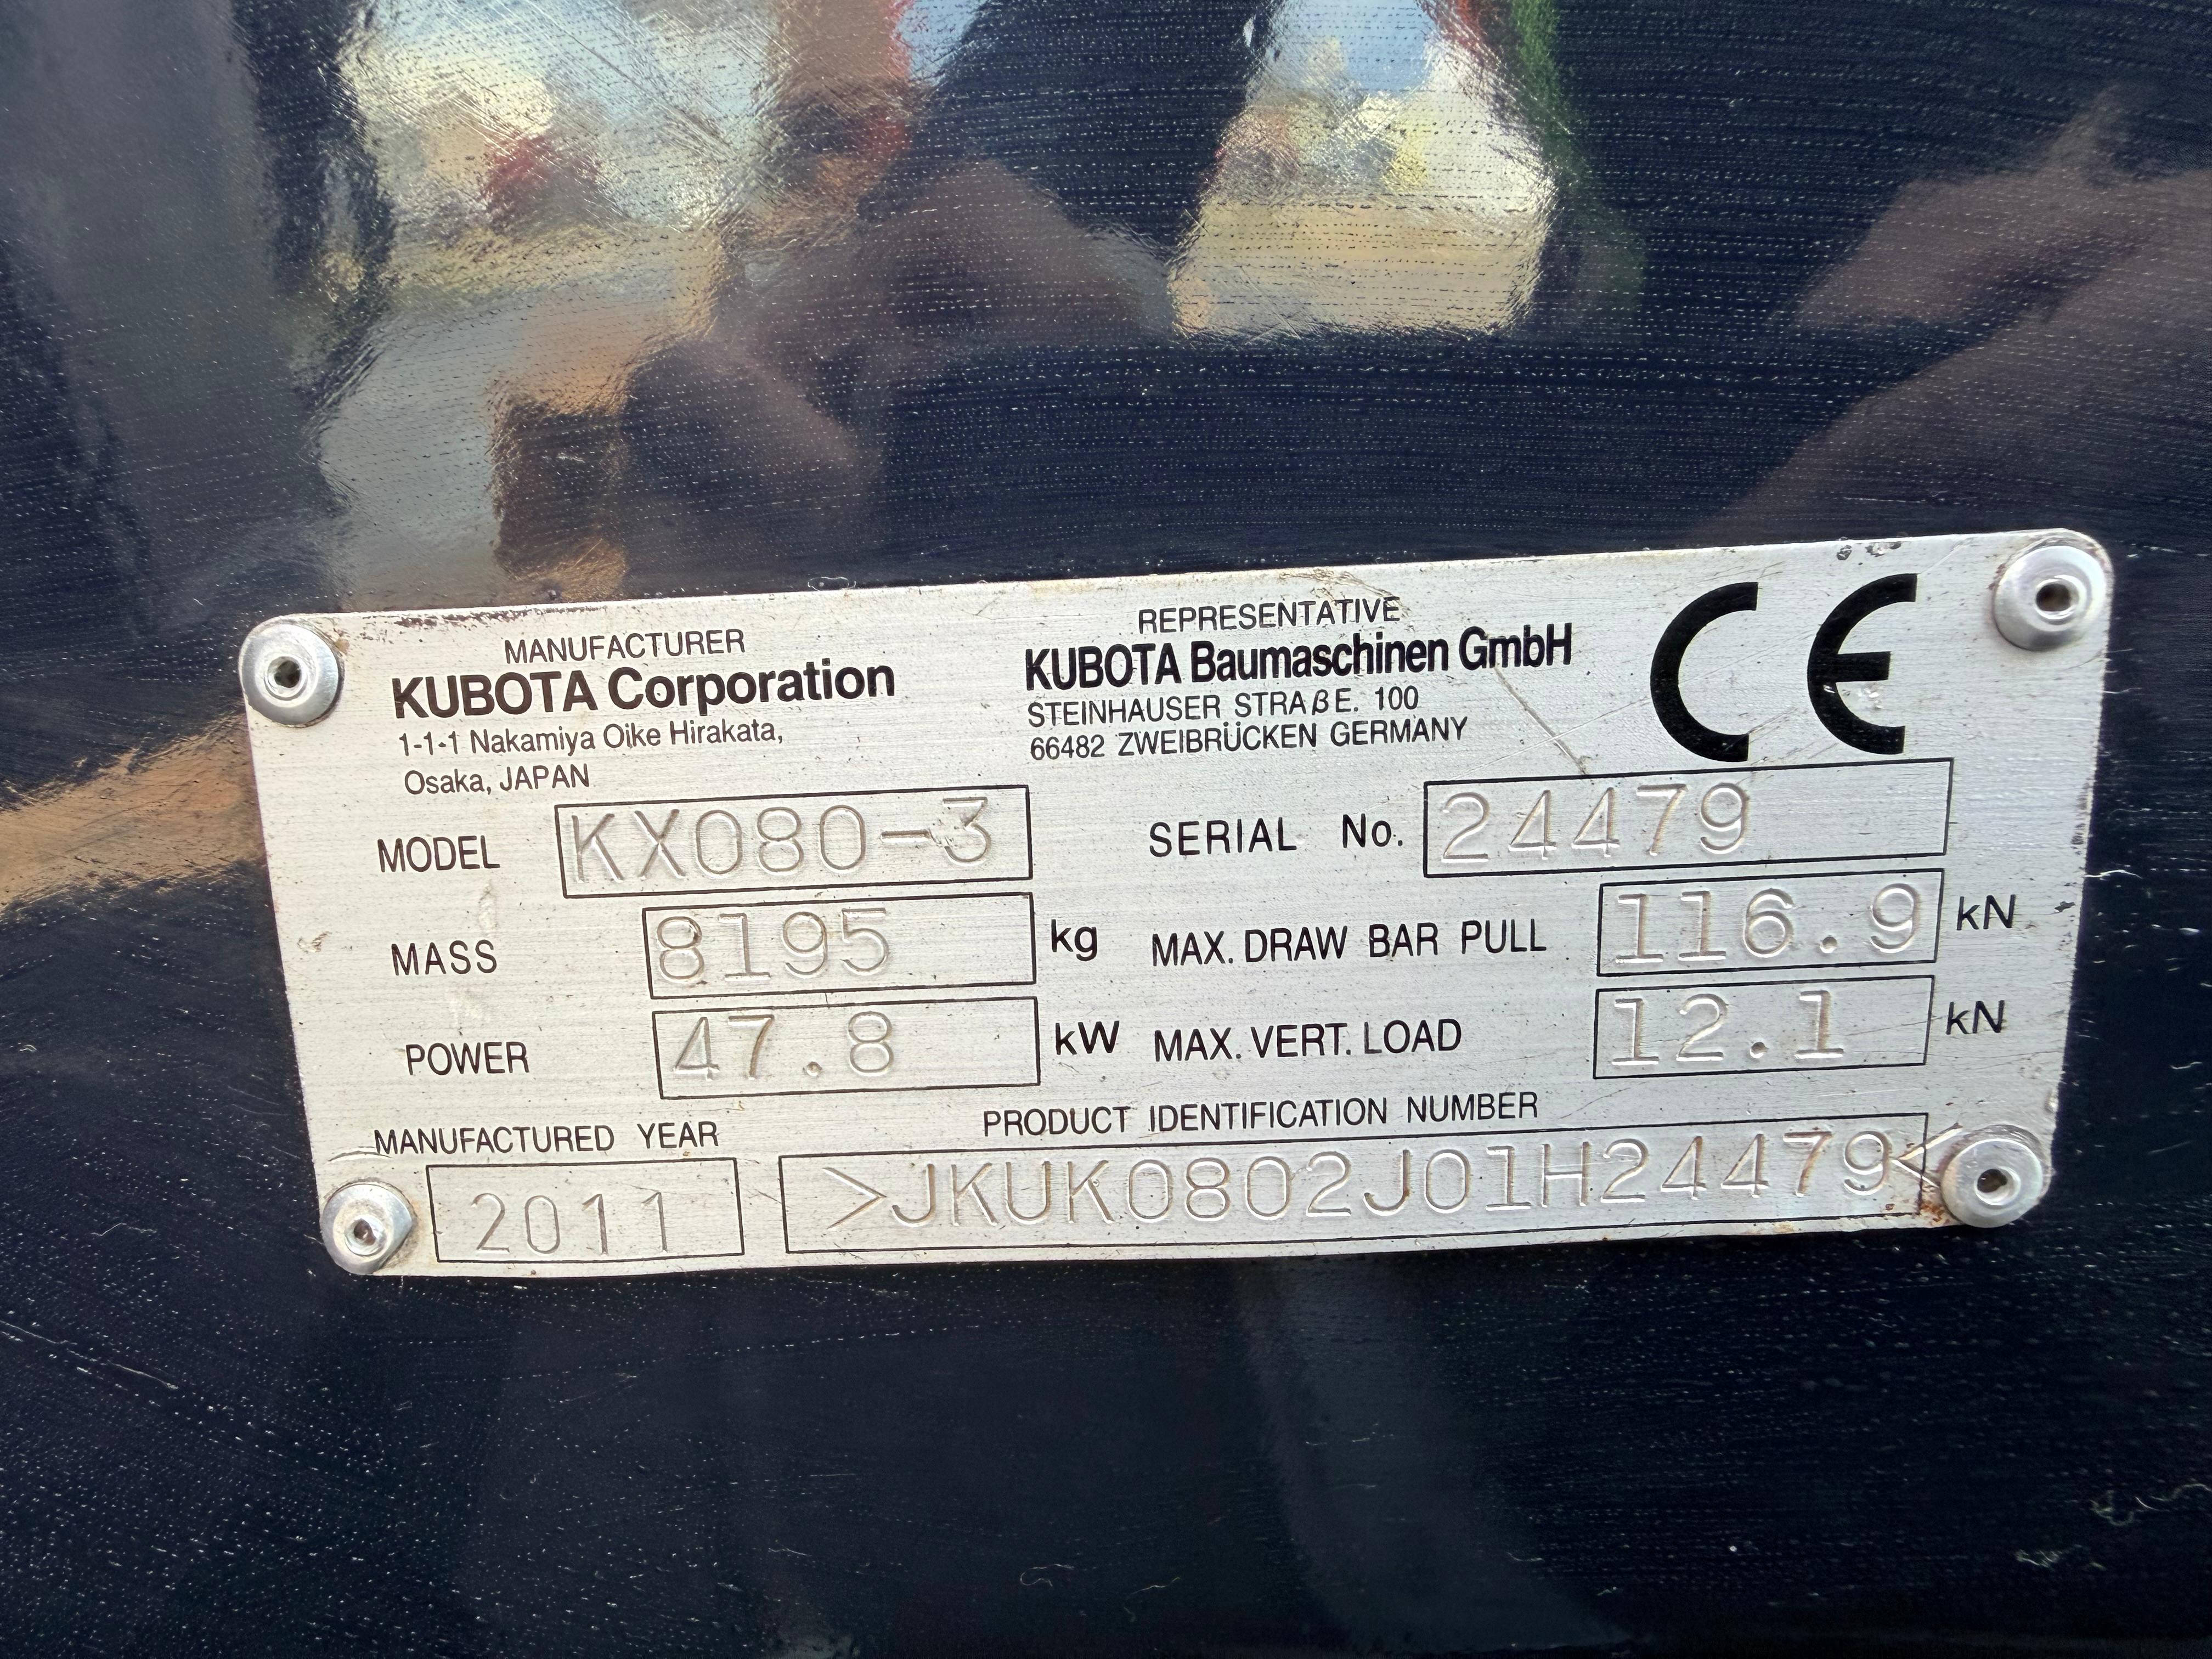 MANUFACTURER
KUBOTA Corporation
1-1-1 Nakamiya Oike Hirakata,
Osaka, JAPAN
REPRESENTATIVE
KUBOTA Baumaschinen GmbH
STEINHAUSER STRAßE. 100
66482 ZWEIBRÜCKEN GERMANY
CE
MODEL KX080-3
SERIAL No. 24479
MASS 8195 kg
MAX. DRAW BAR PULL 116.9 kN
POWER 47.8 kW
MAX. VERT. LOAD 12.1 kN
MANUFACTURED YEAR
2011
PRODUCT IDENTIFICATION NUMBER
>JKUK0802J01H24479<